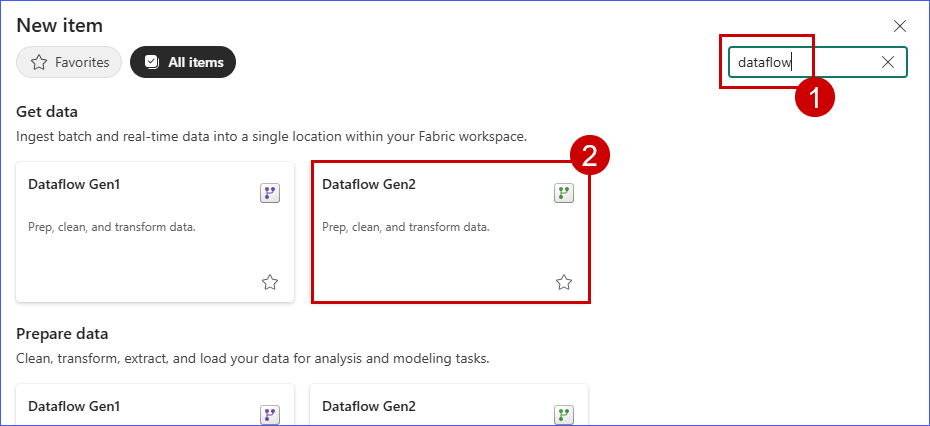 New item
Favorites
All items
dataflow
1
Get data
Ingest batch and real-time data into a single location within your Fabric workspace.
2
Dataflow Gen1
Prep, clean, and transform data.
Dataflow Gen2
Prep, clean, and transform data.
Prepare data
Clean, transform, extract, and load your data for analysis and modeling tasks.
Dataflow Gen1
Dataflow Gen2